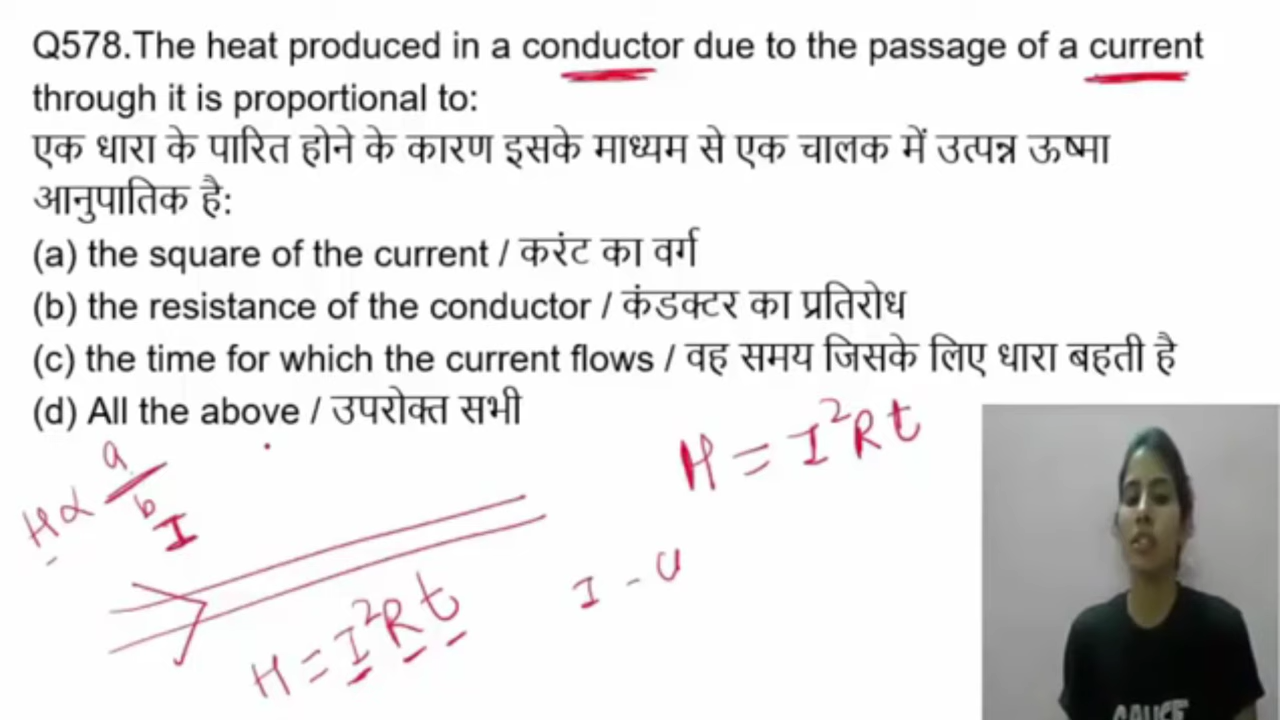 Q578.The heat produced in a conductor due to the passage of a current
through it is proportional to:
एक धारा के पारित होने के कारण इसके माध्यम से एक चालक में उत्पन्न ऊष्मा
आनुपातिक है:
(a) the square of the current / करंट का वर्ग
(b) the resistance of the conductor / कंडक्टर का प्रतिरोध
(c) the time for which the current flows / वह समय जिसके लिए धारा बहती है
(d) All the above / उपरोक्त सभी
H = I²Rt
H ∝ a/b
I
I - u
H = I²Rt